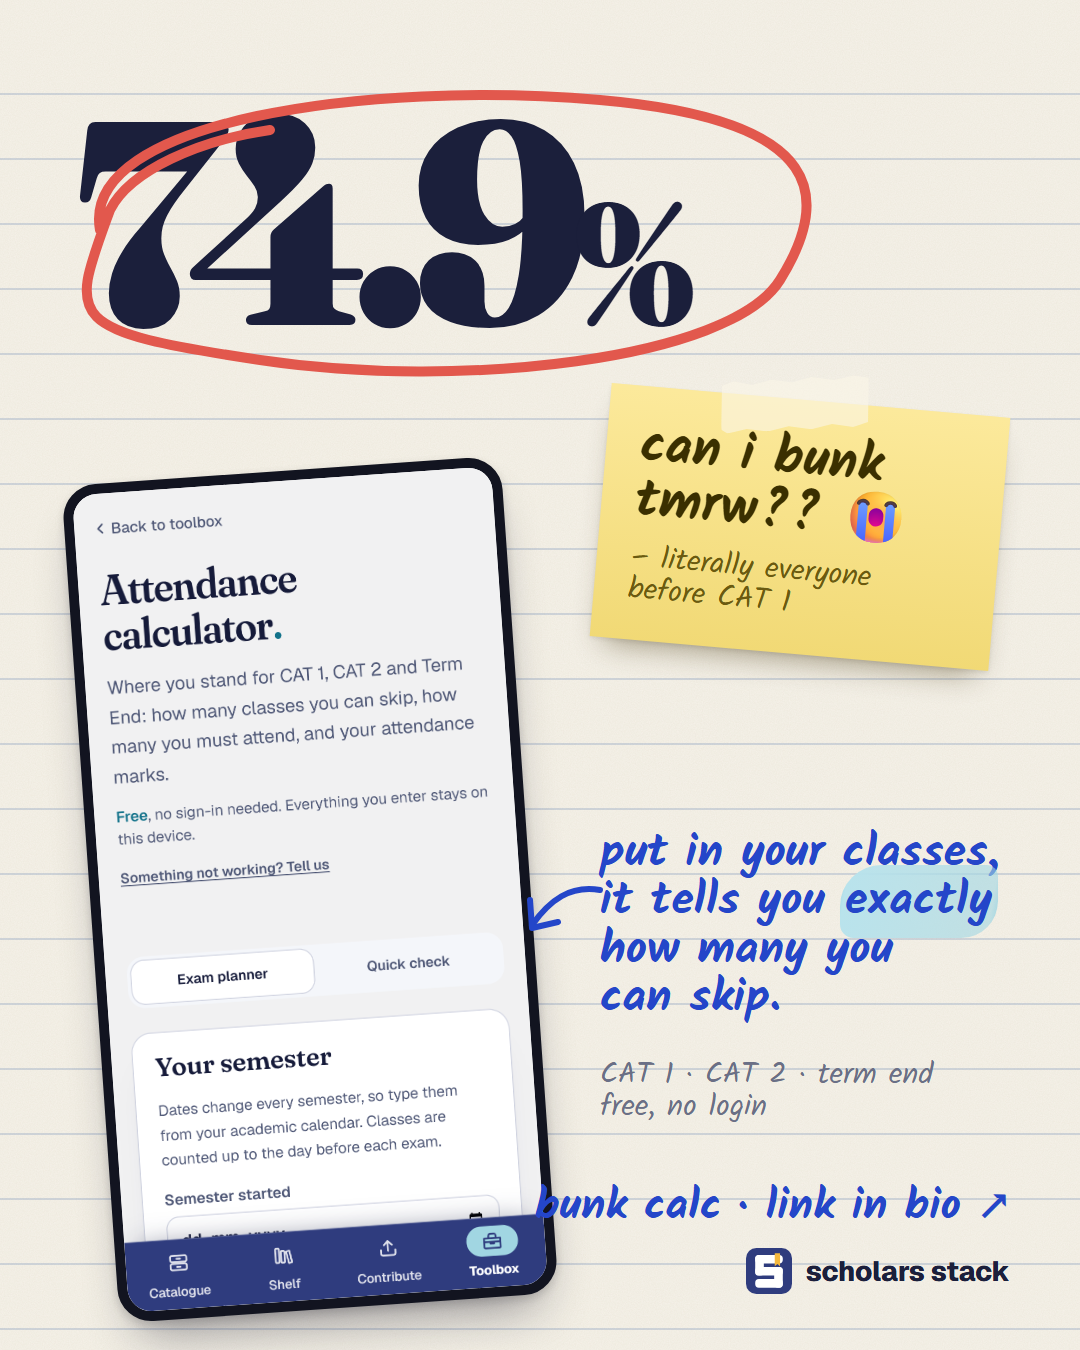 74.9%
can i bunk
tmrw?? 😭
– literally everyone
before CAT 1
Back to toolbox
Attendance
calculator.
Where you stand for CAT 1, CAT 2 and Term
End: how many classes you can skip, how
many you must attend, and your attendance
marks.
Free, no sign-in needed. Everything you enter stays on
this device.
Something not working? Tell us
Exam planner
Quick check
Your semester
Dates change every semester, so type them
from your academic calendar. Classes are
counted up to the day before each exam.
Semester started
Catalogue
Shelf
Contribute
Toolbox
put in your classes,
it tells you exactly
how many you
can skip.
CAT 1 · CAT 2 · term end
free, no login
bunk calc · link in bio ↗
scholars stack